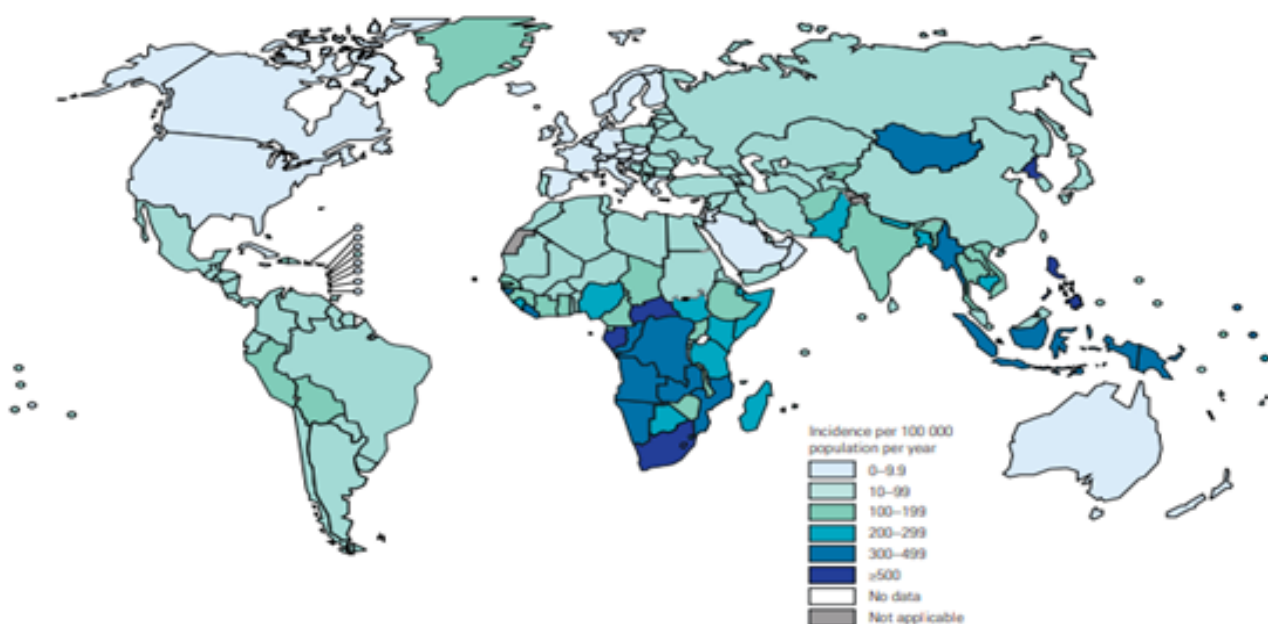 Incidence per 100 000
population per year
0–9.9
10–99
100–199
200–299
300–499
≥500
No data
Not applicable